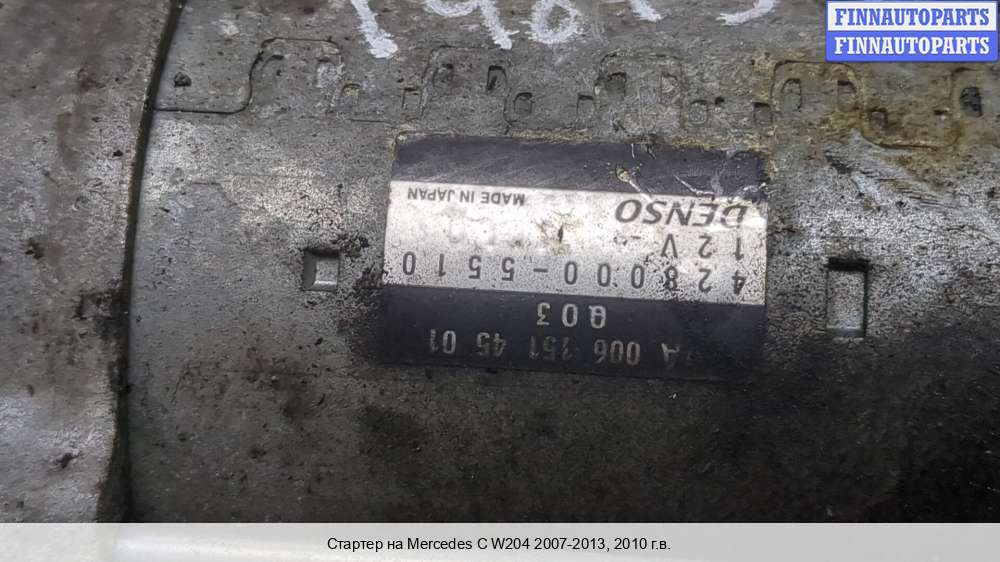 FINNAUTOPARTS
FINNAUTOPARTS
A 006 151 45 01
Q03
428000-5510
12V
DENSO
MADE IN JAPAN
Стартер на Mercedes C W204 2007-2013, 2010 г.в.